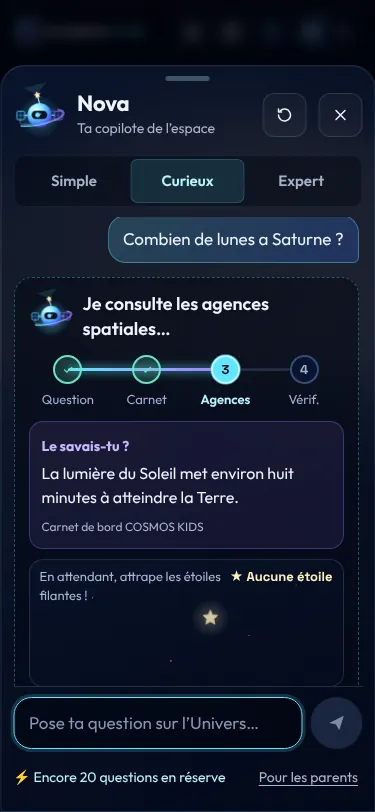 Nova
Ta copilote de l'espace
Simple
Curieux
Expert
Combien de lunes a Saturne ?
Je consulte les agences
spatiales...
3
4
Question
Carnet
Agences
Vérif.
Le savais-tu ?
La lumière du Soleil met environ huit
minutes à atteindre la Terre.
Carnet de bord COSMOS KIDS
En attendant, attrape les étoiles
filantes !
★ Aucune étoile
Pose ta question sur l'Univers...
⚡ Encore 20 questions en réserve
Pour les parents